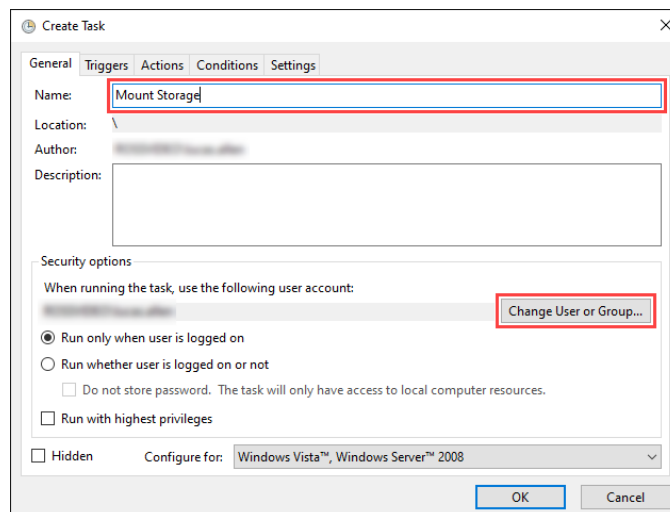 Create Task
General Triggers Actions Conditions Settings
Name: Mount Storage
Location: \
Author:
Description:
Security options
When running the task, use the following user account:
Change User or Group...
Run only when user is logged on
Run whether user is logged on or not
Do not store password. The task will only have access to local computer resources.
Run with highest privileges
Hidden Configure for: Windows Vista™, Windows Server™ 2008
OK Cancel